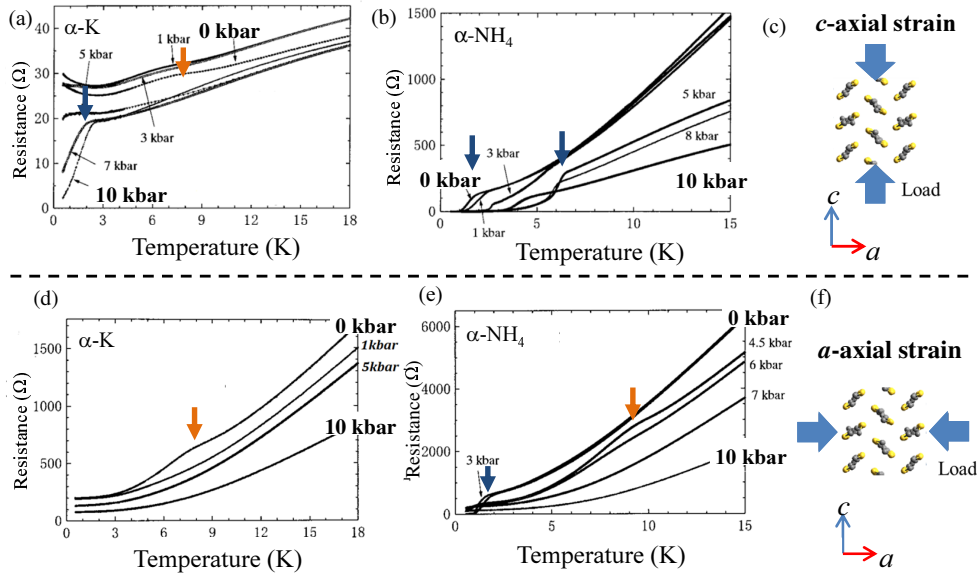 (a)
α-K
1 kbar
0 kbar
5 kbar
3 kbar
7 kbar
10 kbar
Resistance (Ω)
40
30
20
10
0
0 3 6 9 12 15 18
Temperature (K)
(b)
α-NH4
1500
1000
500
0
Resistance (Ω)
5 kbar
8 kbar
3 kbar
0 kbar
10 kbar
1 kbar
0 5 10 15
Temperature (K)
(c)
c-axial strain
Load
c
a
(d)
α-K
0 kbar
1kbar
5kbar
10 kbar
Resistance (Ω)
1500
1000
500
0
0 3 6 9 12 15 18
Temperature (K)
(e)
α-NH4
0 kbar
4.5 kbar
6 kbar
7 kbar
3 kbar
10 kbar
Resistance (Ω)
6000
4000
2000
0
0 5 10 15
Temperature (K)
(f)
a-axial strain
Load
c
a